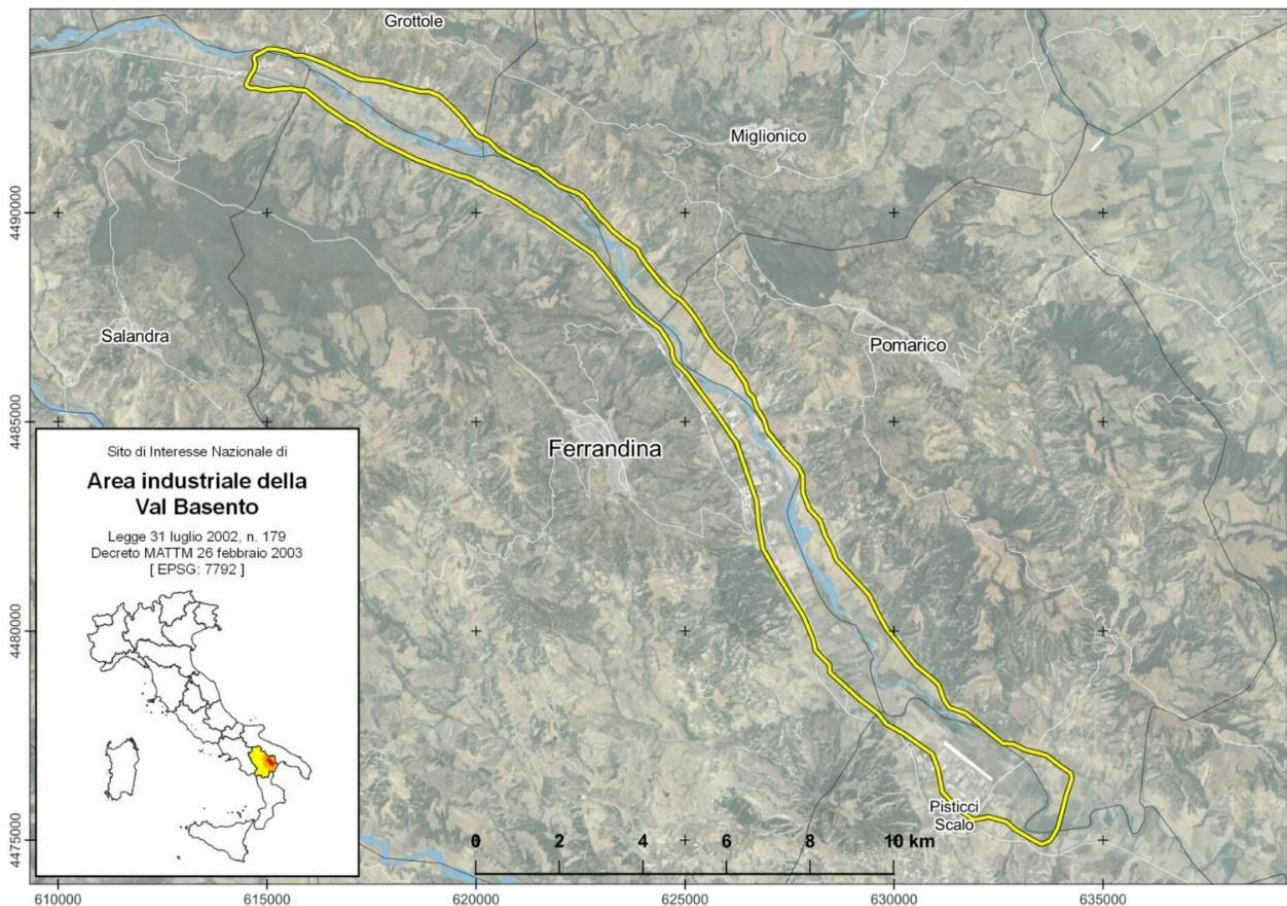 Grottole
Miglionico
Salandra
Pomarico
Ferrandina
Pisticci
Scalo
4490000
4485000
4480000
4475000
Sito di Interesse Nazionale di
Area industriale della
Val Basento
Legge 31 luglio 2002, n. 179
Decreto MATTM 26 febbraio 2003
[ EPSG: 7792 ]
0 2 4 6 8 10 km
610000 615000 620000 625000 630000 635000